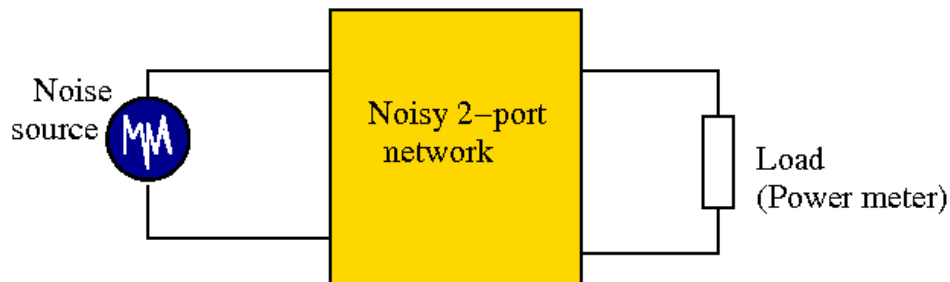 Noise
source
Noisy 2−port
network
Load
(Power meter)